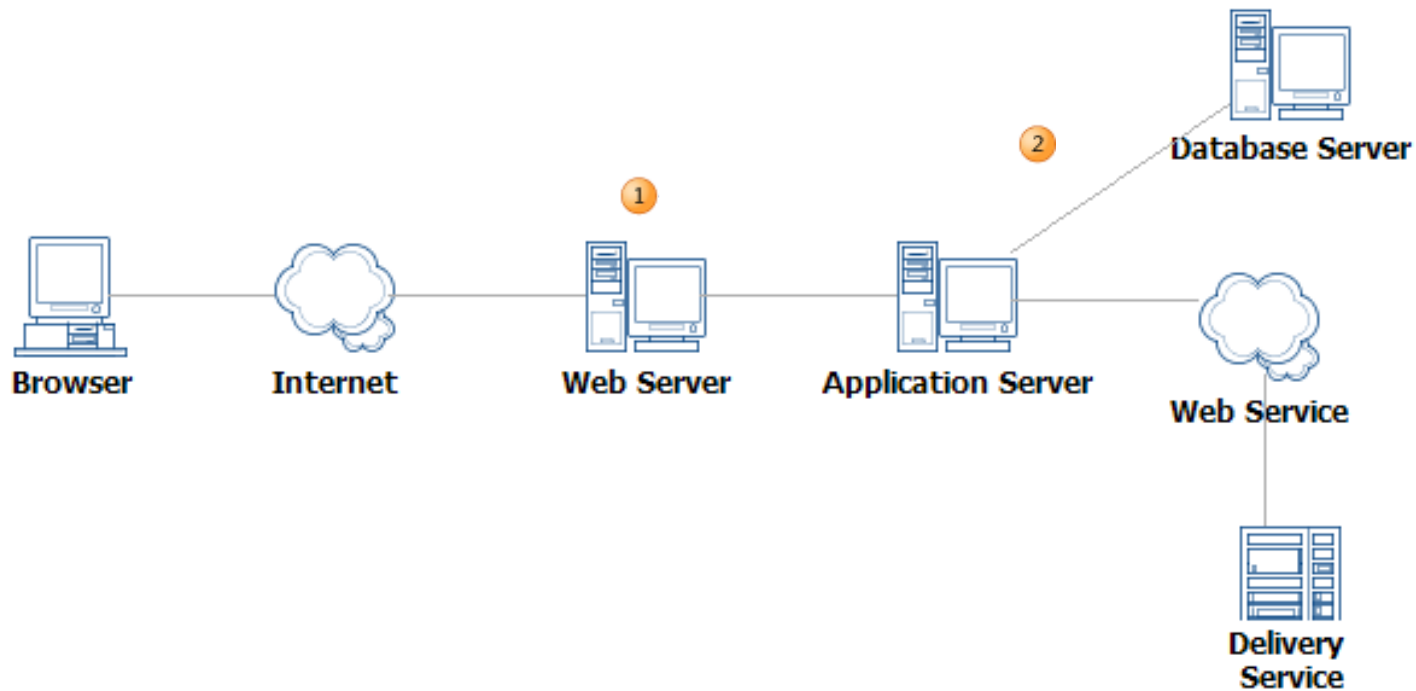 2
Database Server
1
Browser
Internet
Web Server
Application Server
Web Service
Delivery
Service